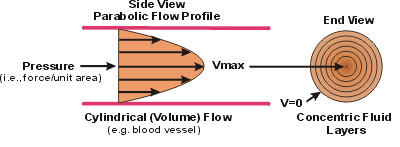 Side View
Parabolic Flow Profile
End View
Pressure
(i.e.,force/unit area)
Vmax
V=0
Cylindrical (Volume) Flow
(e.g. blood vessel)
Concentric Fluid
Layers